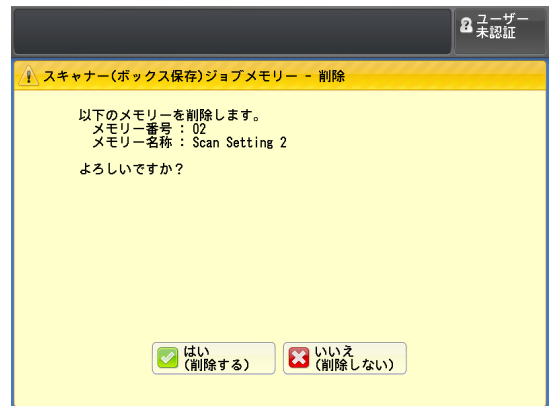 ユーザー
未認証
スキャナー(ボックス保存)ジョブメモリー - 削除
以下のメモリーを削除します。
メモリー番号 : 02
メモリー名称 : Scan Setting 2
よろしいですか？
はい
(削除する)
いいえ
(削除しない)